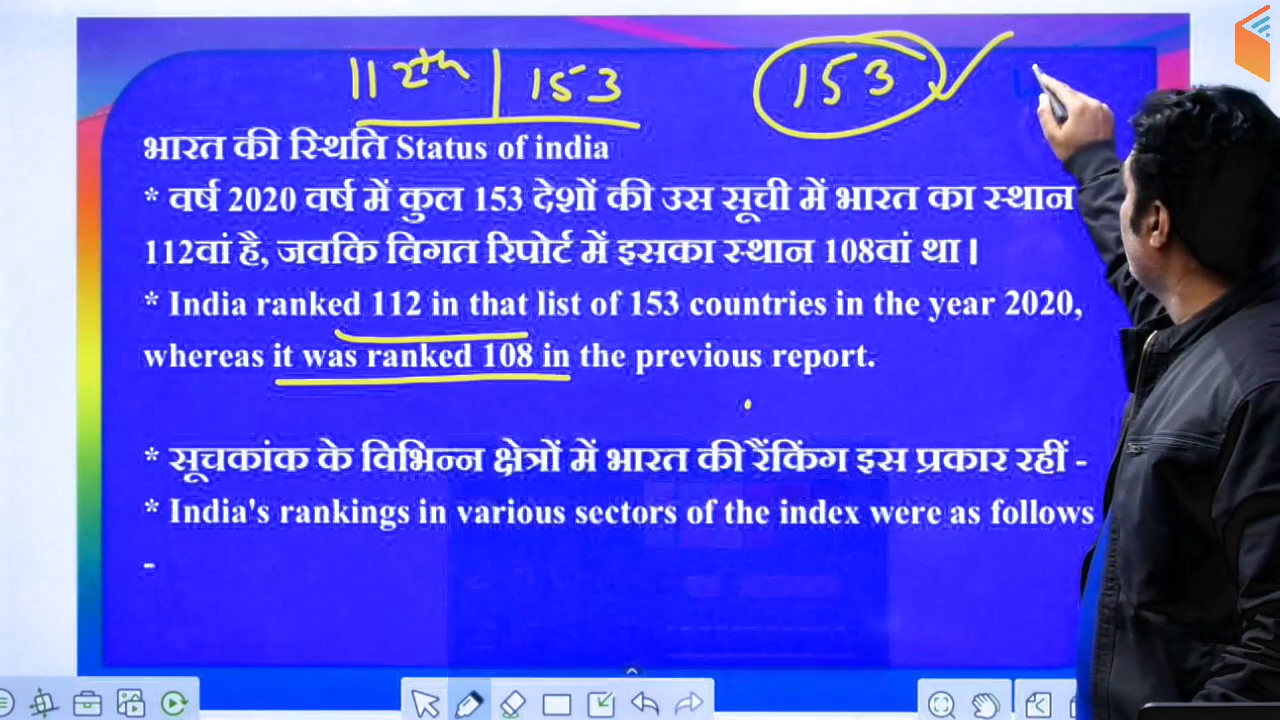 112th | 153 153
भारत की स्थिति Status of india
* वर्ष 2020 वर्ष में कुल 153 देशों की उस सूची में भारत का स्थान
112वां है, जवकि विगत रिपोर्ट में इसका स्थान 108वां था।
* India ranked 112 in that list of 153 countries in the year 2020,
whereas it was ranked 108 in the previous report.
* सूचकांक के विभिन्न क्षेत्रों में भारत की रैंकिंग इस प्रकार रहीं -
* India's rankings in various sectors of the index were as follows
-